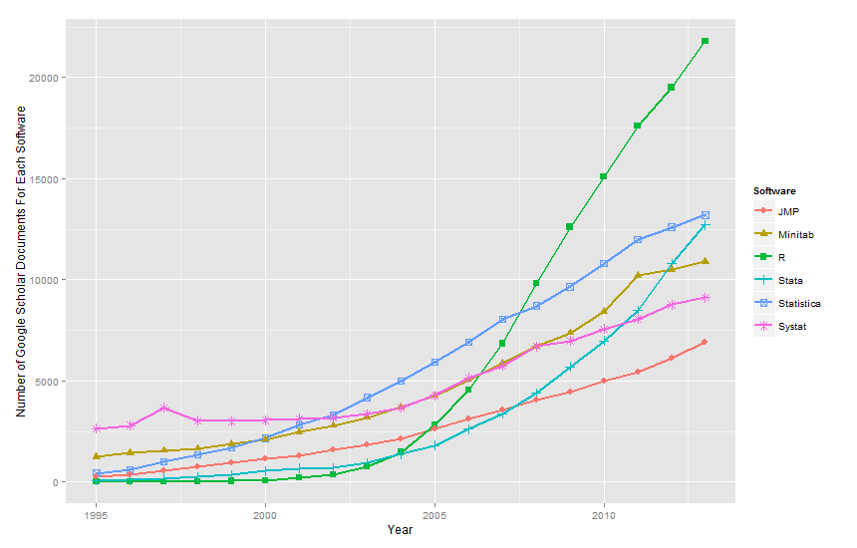 Number of Google Scholar Documents For Each Software
20000
15000
10000
5000
0
1995
2000
2005
2010
Year
Software
JMP
Minitab
R
Stata
Statistica
Systat